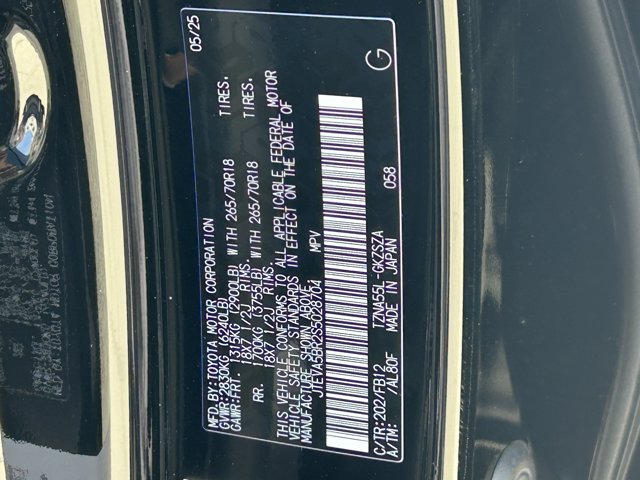 MFD.BY:TOYOTA MOTOR CORPORATION 05/25
GVWR:2830KG (6240LB)
GAWR:FRT. 1315KG (2900LB) WITH 265/70R18 TIRES,
18X7 1/2J RIMS.
RR. 1700KG (3755LB) WITH 265/70R18 TIRES,
18X7 1/2J RIMS.
THIS VEHICLE CONFORMS TO ALL APPLICABLE FEDERAL MOTOR
VEHICLE SAFETY STANDARDS IN EFFECT ON THE DATE OF
MANUFACTURE SHOWN ABOVE.
JTEVA5BR2S5028704 MPV
C/TR:202/FB12 TZNA55L-GKZSZA 058
A/TM: /AL80F MADE IN JAPAN
G